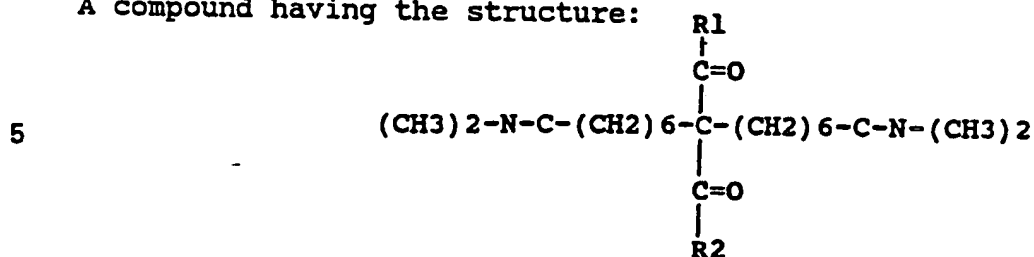 A compound having the structure:
R1
C=O
5 (CH3)2-N-C-(CH2)6-C-(CH2)6-C-N-(CH3)2
C=O
R2